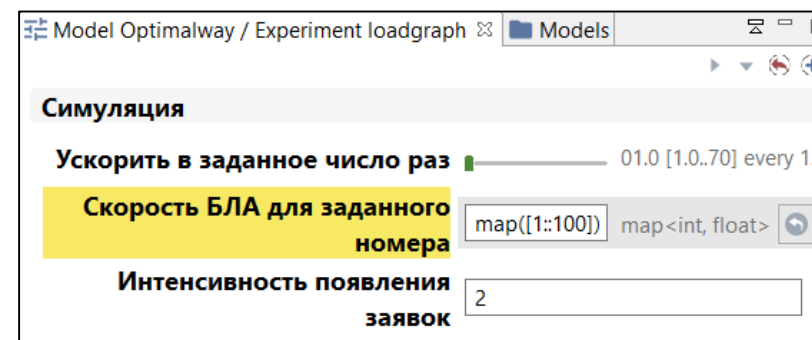 Model Optimalway / Experiment loadgraph Models
Симуляция
Ускорить в заданное число раз 01.0 [1.0..70] every 1.
Скорость БЛА для заданного
номера map([1::100]) map<int, float>
Интенсивность появления
заявок 2